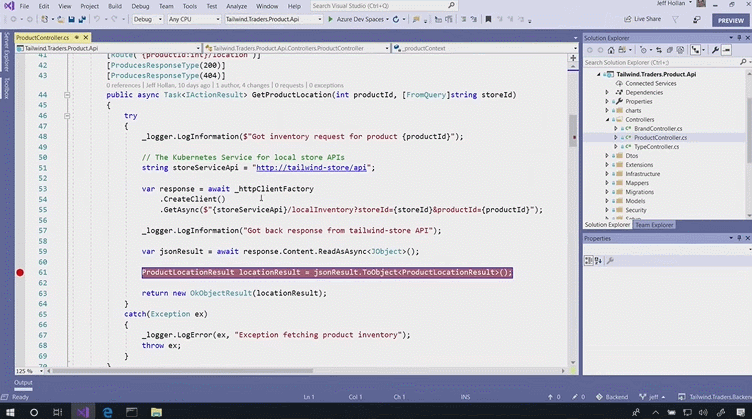 File Edit View Project Build Debug Team Tools Test Analyze Window Help Search Visual Studio (Ctrl+Q) Jeff Hollan
Debug Any CPU Tailwind.Traders.Product.Api Azure Dev Spaces Live Share PREVIEW
Server Explorer
Toolbox
ProductController.cs
Tailwind.Traders.Product.Api Tailwind.Traders.Product.Api.Controllers.ProductController _productContext
41 [Route("{productId:int}/location")]
42 [ProducesResponseType(200)]
43 [ProducesResponseType(404)]
0 references | Jeff Hollan, 10 days ago | 1 author, 4 changes | 0 requests | 0 exceptions
44 public async Task<IActionResult> GetProductLocation(int productId, [FromQuery]string storeId)
45 {
46 try
47 {
48 _logger.LogInformation($"Got inventory request for product {productId}");
49
50 // The Kubernetes Service for local store APIs
51 string storeServiceApi = "http://tailwind-store/api";
52
53 var response = await _httpClientFactory
54 .CreateClient()
55 .GetAsync($"{storeServiceApi}/localInventory?storeId={storeId}&productId={productId}");
56
57 _logger.LogInformation("Got back response from tailwind-store API");
58
59 var jsonResult = await response.Content.ReadAsAsync<JObject>();
60
61 ProductLocationResult locationResult = jsonResult.ToObject<ProductLocationResult>();
62
63 return new OkObjectResult(locationResult);
64 }
65 catch(Exception ex)
66 {
67 _logger.LogError(ex, "Exception fetching product inventory");
68 throw ex;
69 }
70 }
125 %
Solution Explorer
Search Solution Explorer (Ctrl+;)
Tailwind.Traders.Product.Api
Connected Services
Dependencies
Properties
charts
Controllers
BrandController.cs
ProductController.cs
TypeController.cs
Dtos
Extensions
Infrastructure
Mappers
Migrations
Models
Security
Solution Explorer Team Explorer
Properties
Output
Ready Ln 1 Col 1 Ch 1 INS 0 0 Backend jeff Tailwind.Traders.Backend